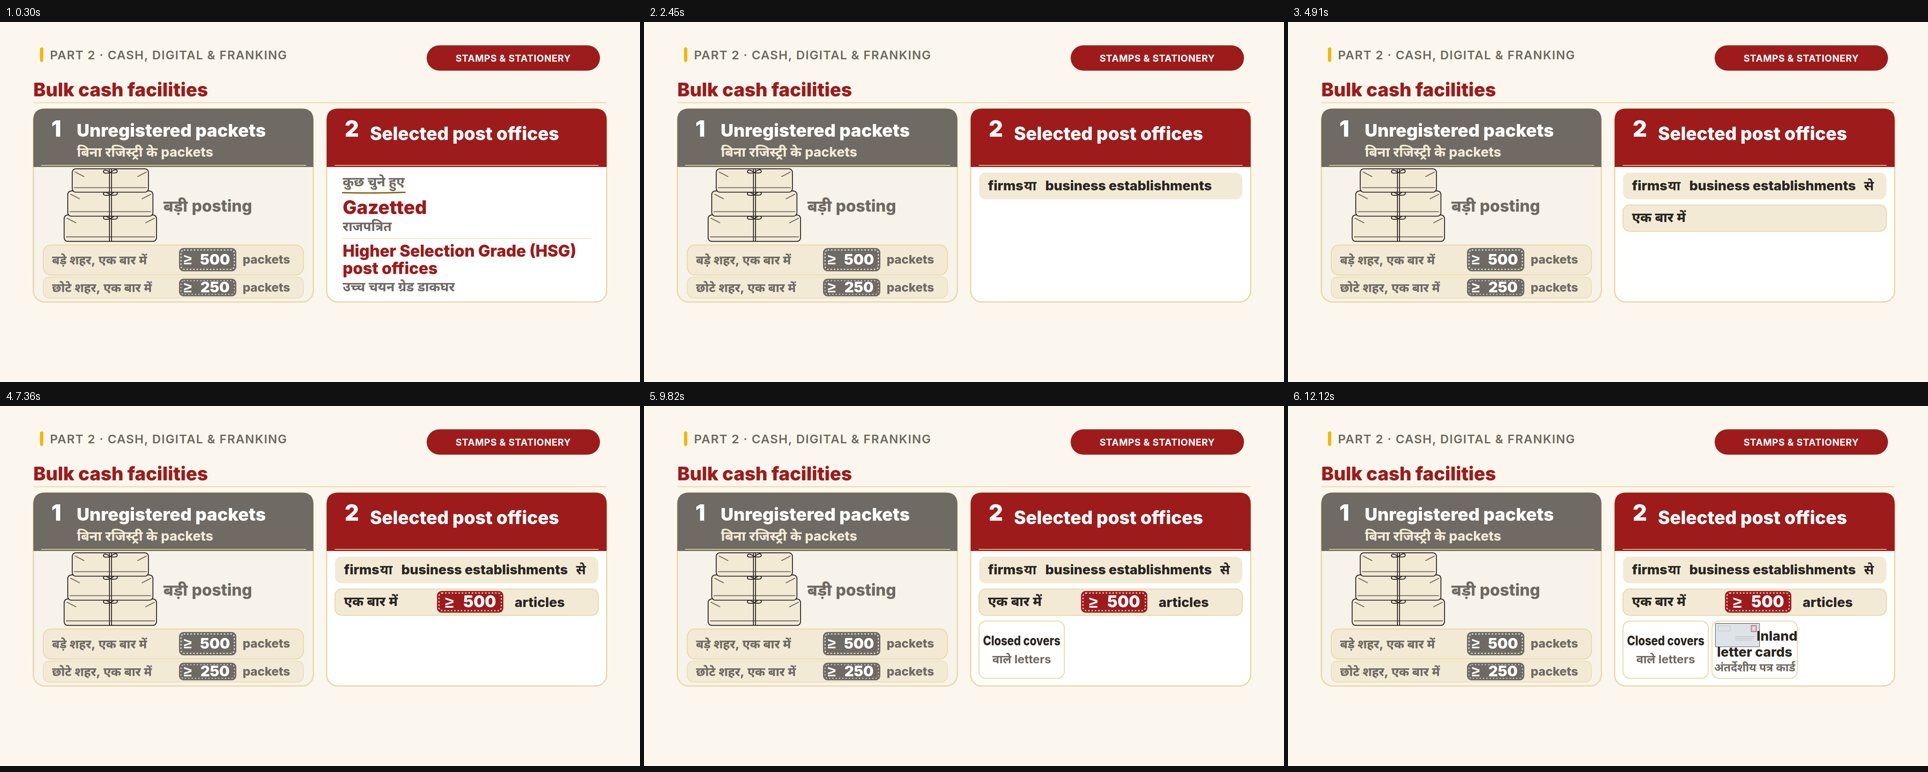 1. 0.30s
PART 2 · CASH, DIGITAL & FRANKING
STAMPS & STATIONERY
Bulk cash facilities
1 Unregistered packets
बिना रजिस्ट्री के packets
बड़ी posting
बड़े शहर, एक बार में ≥ 500 packets
छोटे शहर, एक बार में ≥ 250 packets
2 Selected post offices
कुछ चुने हुए
Gazetted
राजपत्रित
Higher Selection Grade (HSG)
post offices
उच्च चयन ग्रेड डाकघर
2. 2.45s
PART 2 · CASH, DIGITAL & FRANKING
STAMPS & STATIONERY
Bulk cash facilities
1 Unregistered packets
बिना रजिस्ट्री के packets
बड़ी posting
बड़े शहर, एक बार में ≥ 500 packets
छोटे शहर, एक बार में ≥ 250 packets
2 Selected post offices
firmsया business establishments
3. 4.91s
PART 2 · CASH, DIGITAL & FRANKING
STAMPS & STATIONERY
Bulk cash facilities
1 Unregistered packets
बिना रजिस्ट्री के packets
बड़ी posting
बड़े शहर, एक बार में ≥ 500 packets
छोटे शहर, एक बार में ≥ 250 packets
2 Selected post offices
firmsया business establishments से
एक बार में
4. 7.36s
PART 2 · CASH, DIGITAL & FRANKING
STAMPS & STATIONERY
Bulk cash facilities
1 Unregistered packets
बिना रजिस्ट्री के packets
बड़ी posting
बड़े शहर, एक बार में ≥ 500 packets
छोटे शहर, एक बार में ≥ 250 packets
2 Selected post offices
firmsया business establishments से
एक बार में ≥ 500 articles
5. 9.82s
PART 2 · CASH, DIGITAL & FRANKING
STAMPS & STATIONERY
Bulk cash facilities
1 Unregistered packets
बिना रजिस्ट्री के packets
बड़ी posting
बड़े शहर, एक बार में ≥ 500 packets
छोटे शहर, एक बार में ≥ 250 packets
2 Selected post offices
firmsया business establishments से
एक बार में ≥ 500 articles
Closed covers
वाले letters
6. 12.12s
PART 2 · CASH, DIGITAL & FRANKING
STAMPS & STATIONERY
Bulk cash facilities
1 Unregistered packets
बिना रजिस्ट्री के packets
बड़ी posting
बड़े शहर, एक बार में ≥ 500 packets
छोटे शहर, एक बार में ≥ 250 packets
2 Selected post offices
firmsया business establishments से
एक बार में ≥ 500 articles
Closed covers
वाले letters
Inland
letter cards
अंतर्देशीय पत्र कार्ड